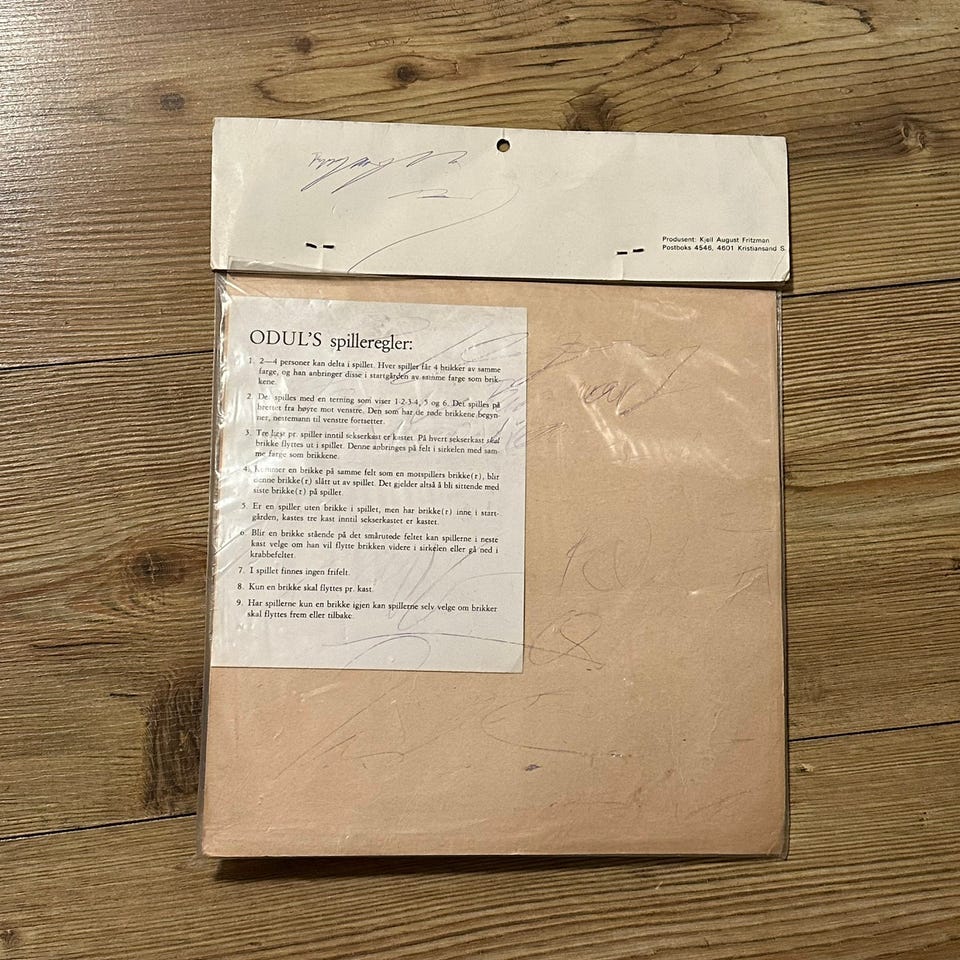 Produsent: Kjell August Fritzman
Postboks 4546, 4601 Kristiansand S
ODUL'S spilleregler:
1. 2—4 personer kan delta i spillet. Hver spiller får 4 btikker av samme
farge, og han anbringer disse i startgården av samme farge som brik-
kene.
2. Det spilles med en terning som viser 1-2-3-4, 5 og 6. Det spilles på
brettet fra høyre mot venstre. Den som har de røde brikkene begyn-
ner, nestemann til venstre fortsetter.
3. Tre kast pr. spiller inntil sekserkast er kastet. På hvert sekserkast skal
brikke flyttes ut i spillet. Denne anbringes på felt i sirkelen med sam-
me farge som brikkene.
4. Kommer en brikke på samme felt som en motspillers brikke(r), blir
denne brikke(r) slått ut av spillet. Det gjelder altså å bli sittende med
siste brikke(r) på spillet.
5. Er en spiller uten brikke i spillet, men har brikke(r) inne i start-
gården, kastes tre kast inntil sekserkastet er kastet.
6. Blir en brikke stående på det smårutede feltet kan spillerne i neste
kast velge om han vil flytte brikken videre i sirkelen eller gå ned i
krabbefeltet.
7. I spillet finnes ingen frifelt.
8. Kun en brikke skal flyttes pr. kast.
9. Har spillerne kun en brikke igjen kan spillerne selv velge om brikker
skal flyttes frem eller tilbake.